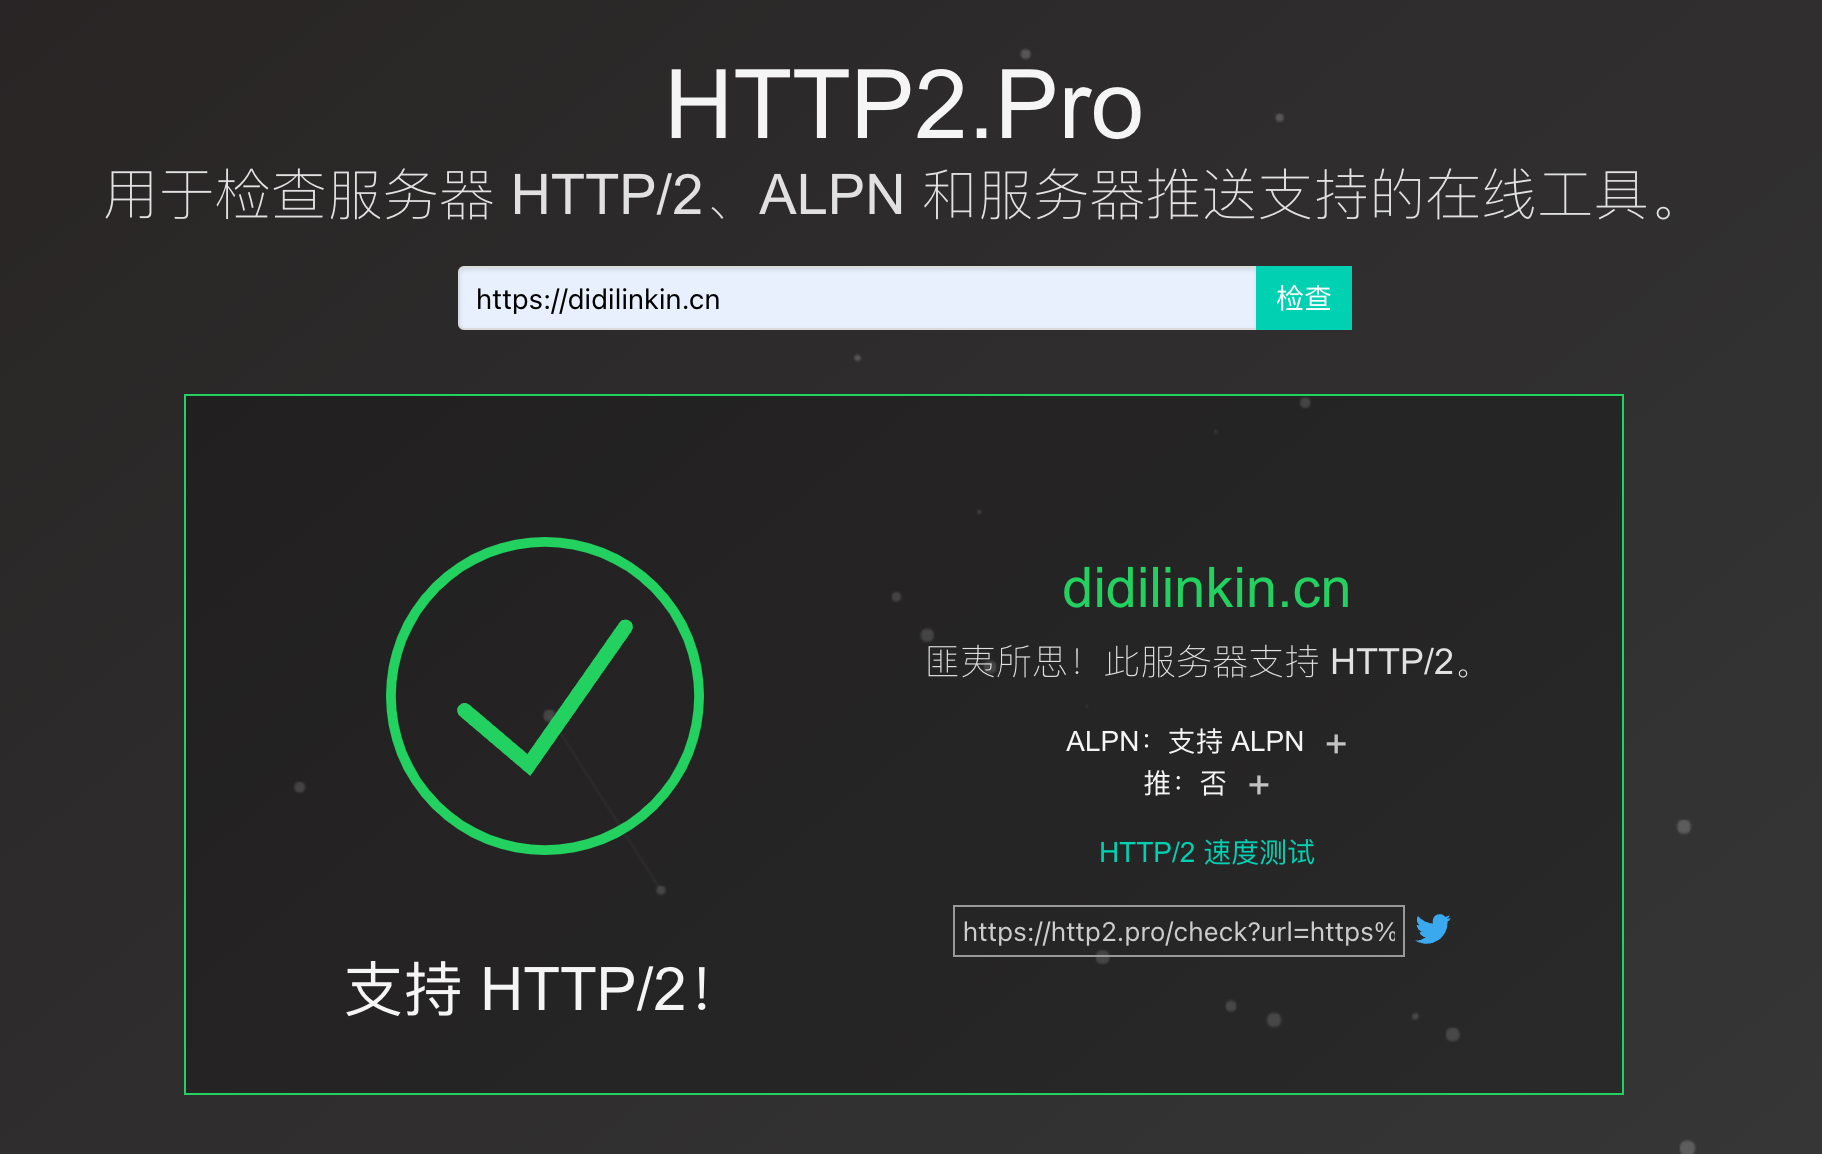 HTTP2.Pro
用于检查服务器 HTTP/2、ALPN 和服务器推送支持的在线工具。
https://didilinkin.cn
检查
didilinkin.cn
匪夷所思！此服务器支持 HTTP/2。
ALPN：支持 ALPN +
推：否 +
HTTP/2 速度测试
https://http2.pro/check?url=https%
支持 HTTP/2！